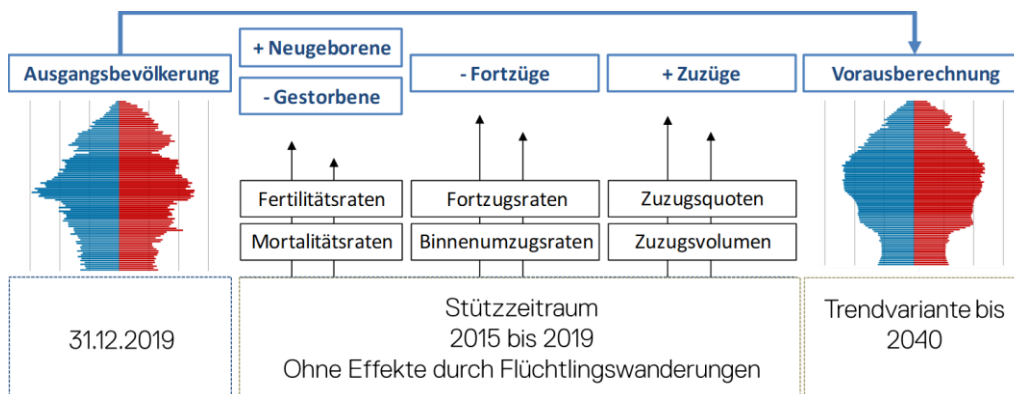 Ausgangsbevölkerung
+ Neugeborene
- Gestorbene
- Fortzüge
+ Zuzüge
Vorausberechnung
Fertilitätsraten
Mortalitätsraten
Fortzugsraten
Binnenumzugsraten
Zuzugsquoten
Zuzugsvolumen
31.12.2019
Stützzeitraum
2015 bis 2019
Ohne Effekte durch Flüchtlingswanderungen
Trendvariante bis
2040